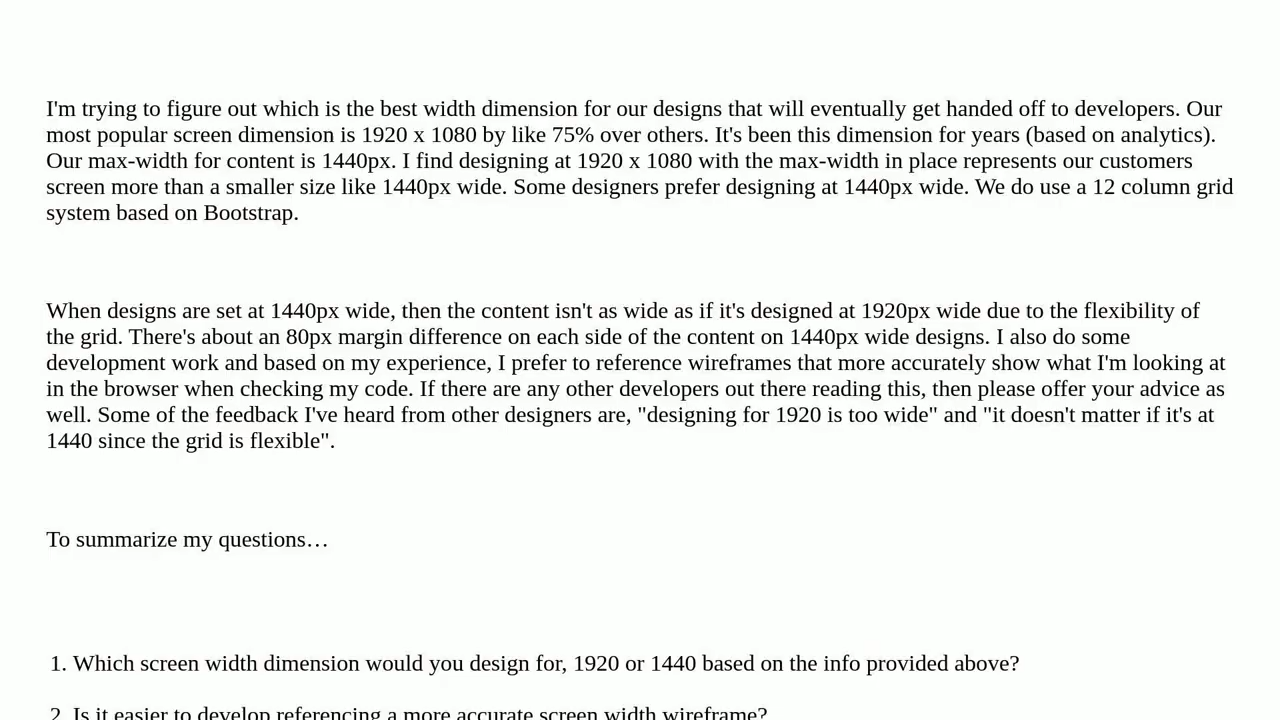 I'm trying to figure out which is the best width dimension for our designs that will eventually get handed off to developers. Our
most popular screen dimension is 1920 x 1080 by like 75% over others. It's been this dimension for years (based on analytics).
Our max-width for content is 1440px. I find designing at 1920 x 1080 with the max-width in place represents our customers
screen more than a smaller size like 1440px wide. Some designers prefer designing at 1440px wide. We do use a 12 column grid
system based on Bootstrap.
When designs are set at 1440px wide, then the content isn't as wide as if it's designed at 1920px wide due to the flexibility of
the grid. There's about an 80px margin difference on each side of the content on 1440px wide designs. I also do some
development work and based on my experience, I prefer to reference wireframes that more accurately show what I'm looking at
in the browser when checking my code. If there are any other developers out there reading this, then please offer your advice as
well. Some of the feedback I've heard from other designers are, "designing for 1920 is too wide" and "it doesn't matter if it's at
1440 since the grid is flexible".
To summarize my questions…
1. Which screen width dimension would you design for, 1920 or 1440 based on the info provided above?
2. Is it easier to develop referencing a more accurate screen width wireframe?